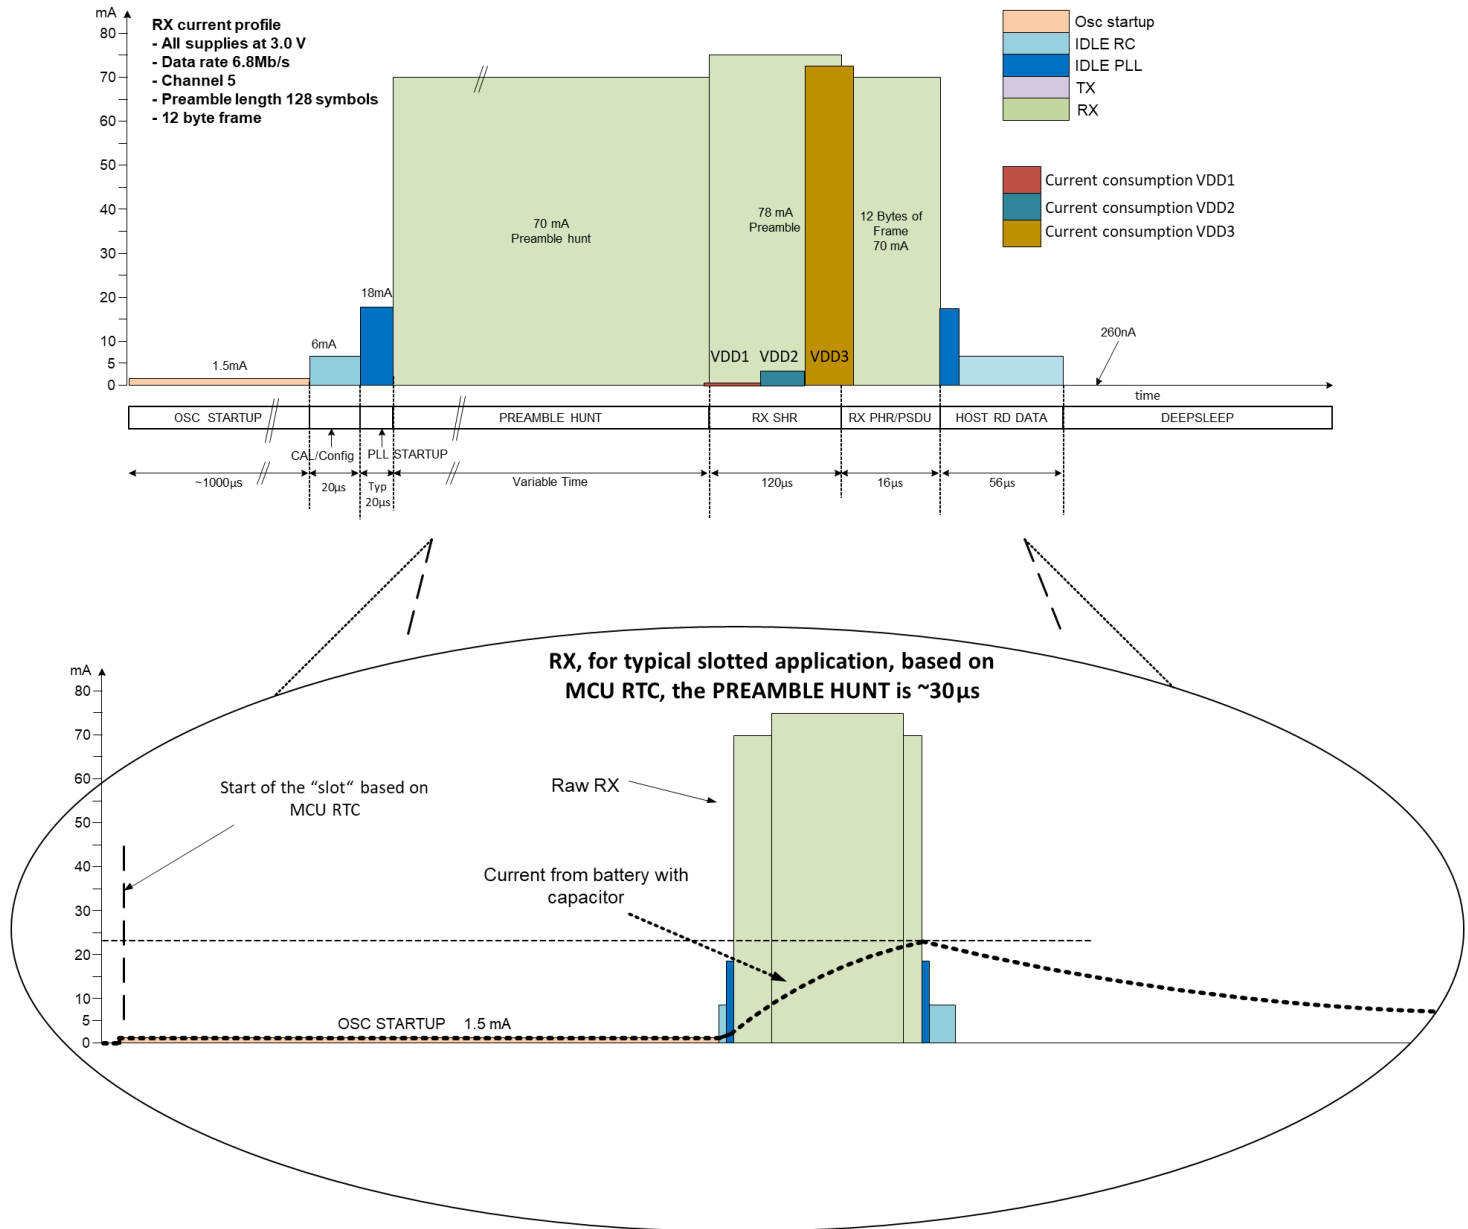 mA
RX current profile
- All supplies at 3.0 V
- Data rate 6.8Mb/s
- Channel 5
- Preamble length 128 symbols
- 12 byte frame
80
70
60
50
40
30
20
10
5
0
Osc startup
IDLE RC
IDLE PLL
TX
RX
Current consumption VDD1
Current consumption VDD2
Current consumption VDD3
1.5mA
6mA
18mA
70 mA
Preamble hunt
78 mA
Preamble
12 Bytes of
Frame
70 mA
VDD1
VDD2
VDD3
260nA
time
OSC STARTUP
PREAMBLE HUNT
RX SHR
RX PHR/PSDU
HOST RD DATA
DEEPSLEEP
CAL/Config
PLL STARTUP
~1000µs
20µs
Typ
20µs
Variable Time
120µs
16µs
56µs
RX, for typical slotted application, based on
MCU RTC, the PREAMBLE HUNT is ~30µs
mA
80
70
60
50
40
30
20
10
5
0
Start of the “slot“ based on
MCU RTC
Raw RX
Current from battery with
capacitor
OSC STARTUP 1.5 mA